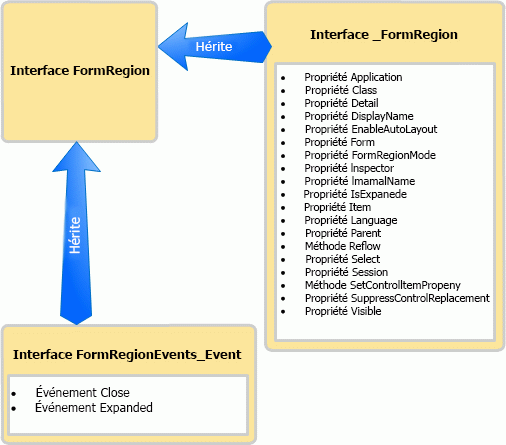 Interface FormRegion
Hérite
Interface _FormRegion
• Propriété Application
• Propriété Class
• Propriété Detail
• Propriété DisplayName
• Propriété EnableAutoLayout
• Propriété Form
• Propriété FormRegionMode
• Propriété lnspector
• Propriété lmamalName
• Propriété IsExpanede
• Propriété Item
• Propriété Language
• Propriété Parent
• Méthode Reflow
• Propriété Select
• Propriété Session
• Méthode SetControlltemPropeny
• Propriété SuppressControlReplacement
• Propriété Visible
Hérite
Interface FormRegionEvents_Event
• Événement Close
• Événement Expanded